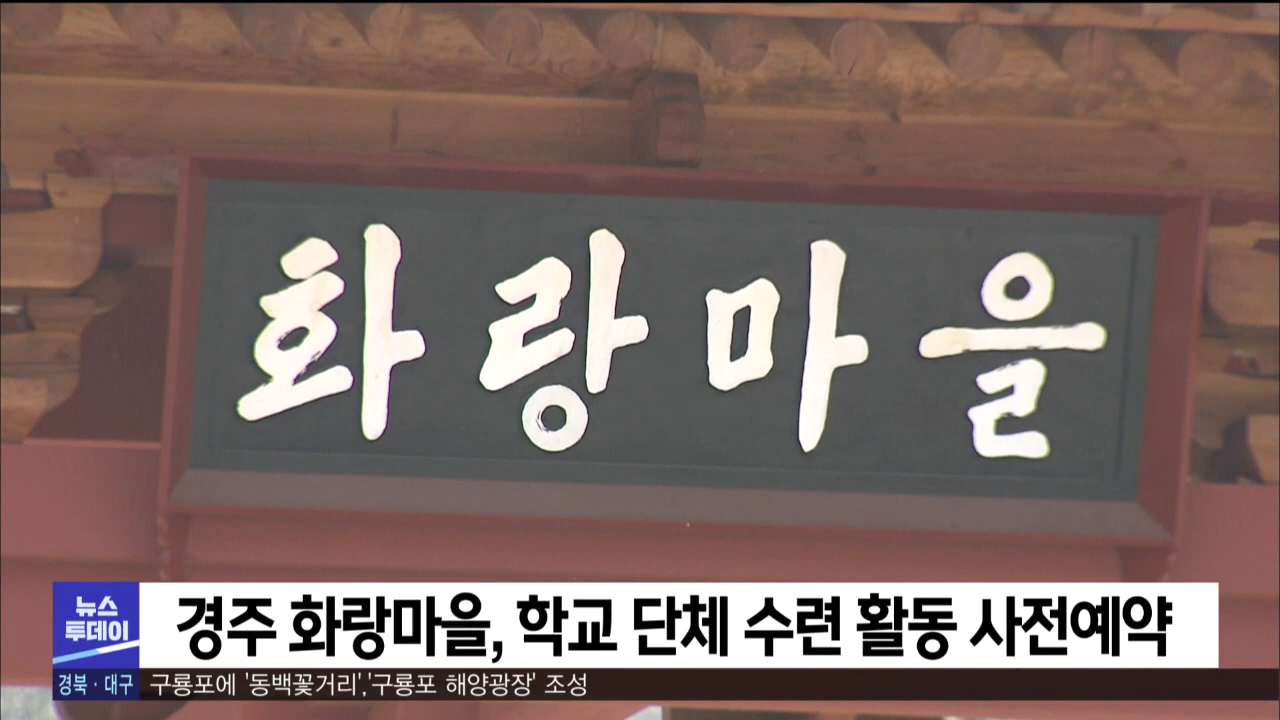 화랑마을
뉴스
투데이
경주 화랑마을, 학교 단체 수련 활동 사전예약
경북·대구
구룡포에 '동백꽃거리','구룡포 해양광장' 조성